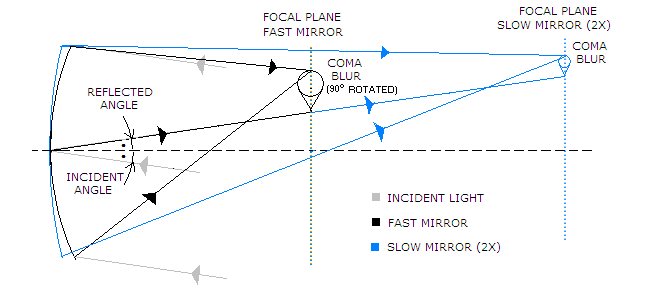 FOCAL PLANE
FAST MIRROR
FOCAL PLANE
SLOW MIRROR (2X)
COMA
BLUR
COMA
BLUR
(90° ROTATED)
REFLECTED
ANGLE
INCIDENT
ANGLE
INCIDENT LIGHT
FAST MIRROR
SLOW MIRROR (2X)